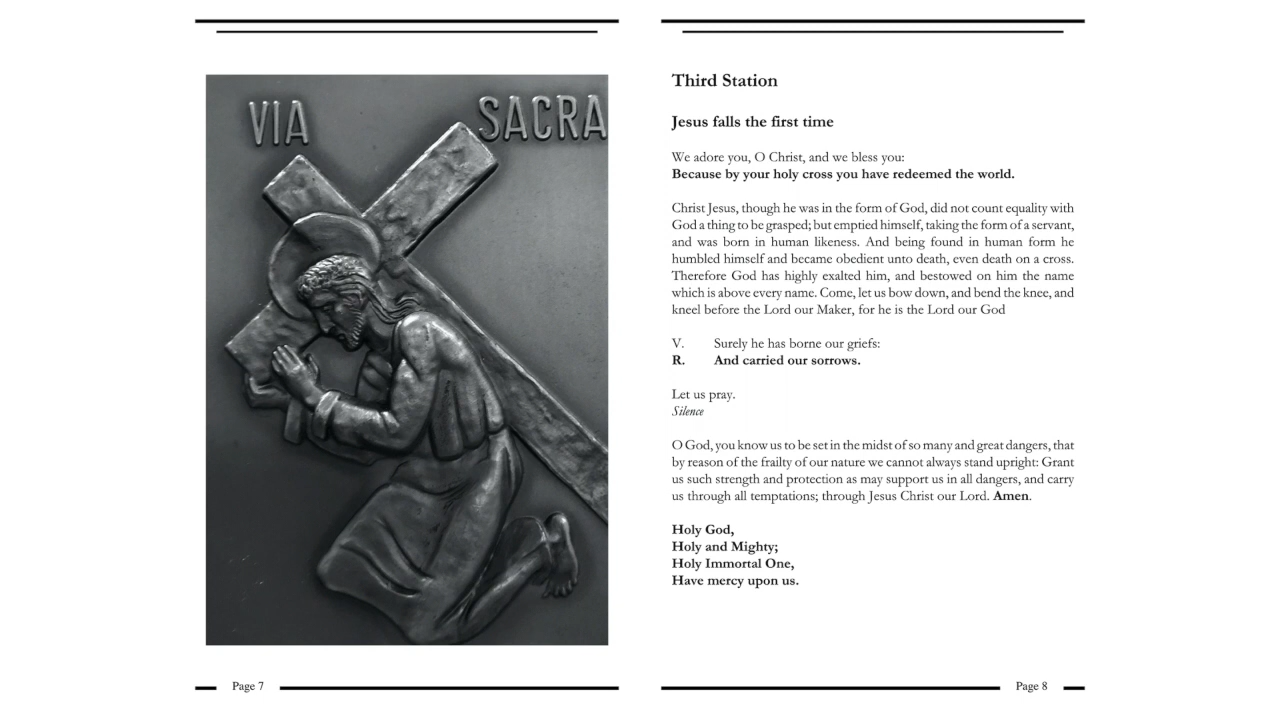 VIA SACRA
Page 7
Third Station
Jesus falls the first time
We adore you, O Christ, and we bless you:
Because by your holy cross you have redeemed the world.
Christ Jesus, though he was in the form of God, did not count equality with
God a thing to be grasped; but emptied himself, taking the form of a servant,
and was born in human likeness. And being found in human form he
humbled himself and became obedient unto death, even death on a cross.
Therefore God has highly exalted him, and bestowed on him the name
which is above every name. Come, let us bow down, and bend the knee, and
kneel before the Lord our Maker, for he is the Lord our God
V. Surely he has borne our griefs:
R. And carried our sorrows.
Let us pray.
Silence
O God, you know us to be set in the midst of so many and great dangers, that
by reason of the frailty of our nature we cannot always stand upright: Grant
us such strength and protection as may support us in all dangers, and carry
us through all temptations; through Jesus Christ our Lord. Amen.
Holy God,
Holy and Mighty;
Holy Immortal One,
Have mercy upon us.
Page 8